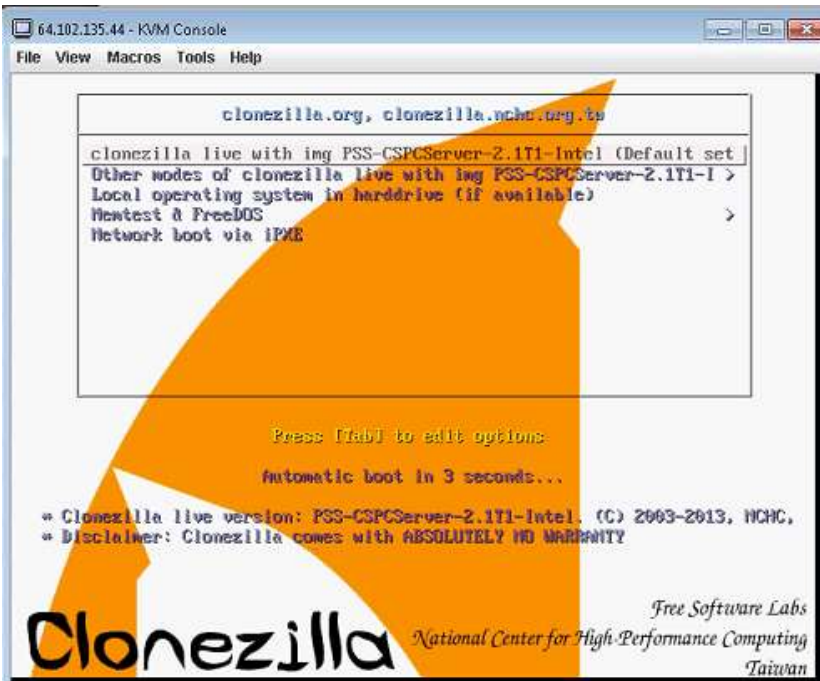 64.102.135.44 - KVM Console
File View Macros Tools Help
clonezilla.org, clonezilla.nchc.org.tw
clonezilla live with img PSS-CSPCServer-2.1T1-Intel (Default set
Other modes of clonezilla live with img PSS-CSPCServer-2.1T1-I >
Local operating system in harddrive (if available)
Memtest & FreeDOS >
Network boot via iPXE
Press [Tab] to edit options
Automatic boot in 3 seconds...
* Clonezilla live version: PSS-CSPCServer-2.1T1-Intel. (C) 2003-2013, NCHC,
* Disclaimer: Clonezilla comes with ABSOLUTELY NO WARRANTY
Clonezilla
Free Software Labs
National Center for High-Performance Computing
Taiwan